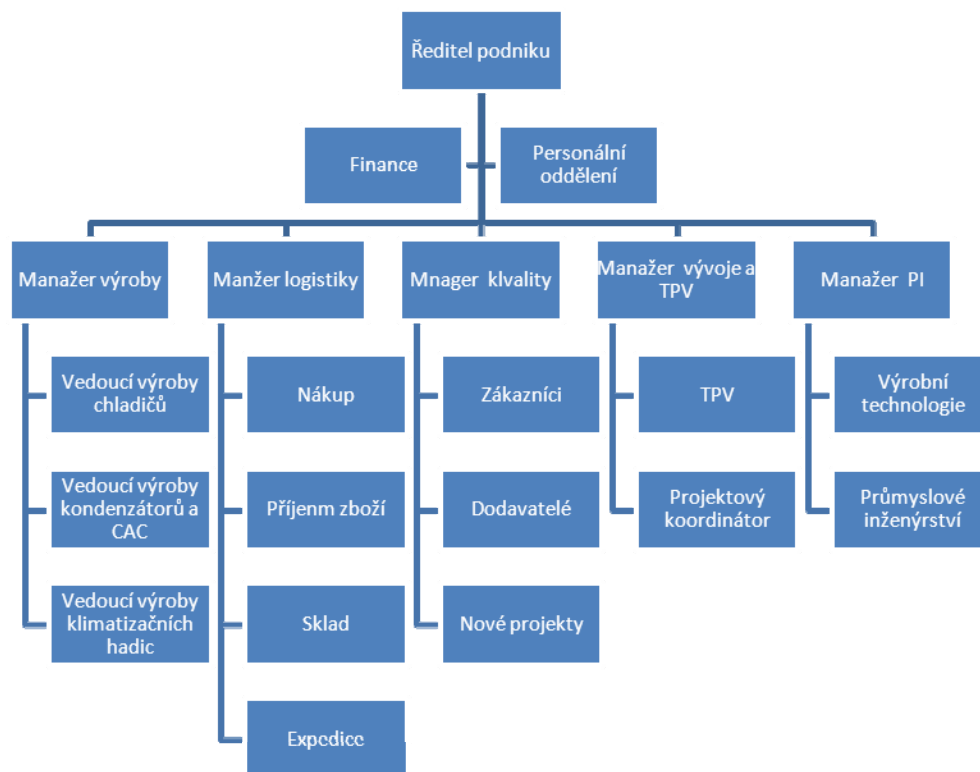 Ředitel podniku
Finance
Personální
oddělení
Manažer výroby
Manžer logistiky
Mnager klvality
Manažer vývoje a
TPV
Manažer PI
Vedoucí výroby
chladičů
Nákup
Zákazníci
TPV
Výrobní
technologie
Vedoucí výroby
kondenzátorů a
CAC
Příjenm zboží
Dodavatelé
Projektový
koordinátor
Průmyslové
inženýrství
Vedoucí výroby
klimatizačních
hadic
Sklad
Nové projekty
Expedice